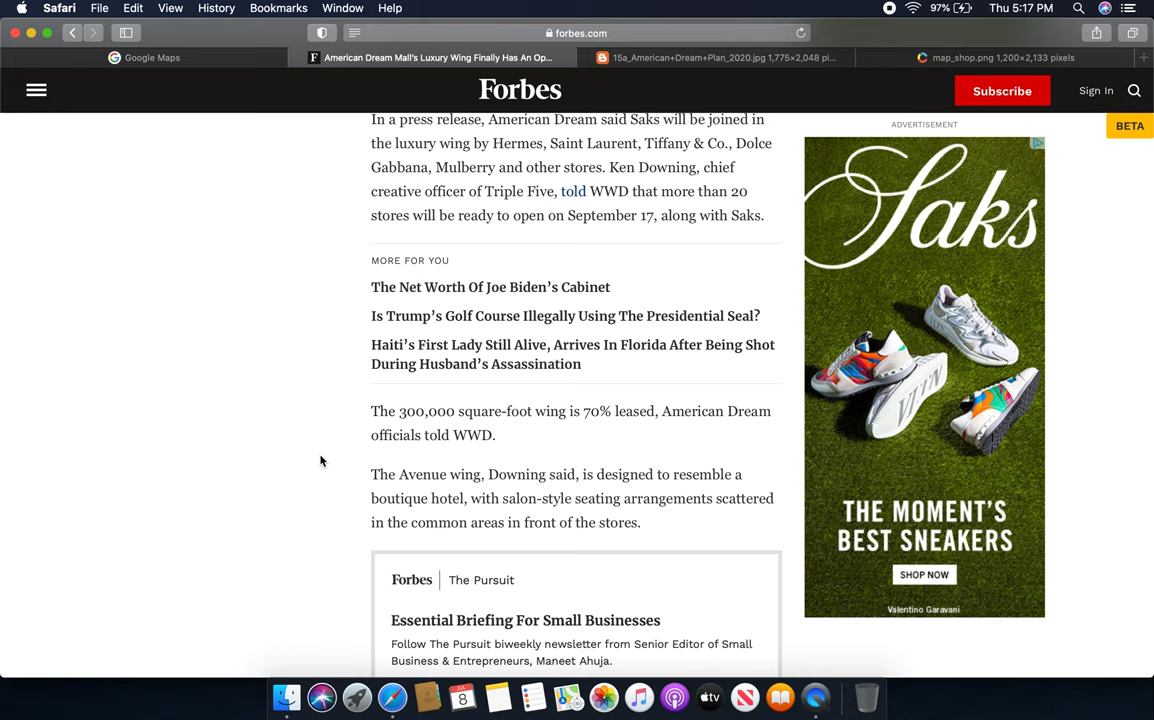 Safari File Edit View History Bookmarks Window Help 97% Thu 5:17 PM
forbes.com
Google Maps
American Dream Mall's Luxury Wing Finally Has An Op...
15a_American+Dream+Plan_2020.jpg 1,775×2,048 pi...
map_shop.png 1,200×2,133 pixels
Forbes
Subscribe
Sign In
BETA
In a press release, American Dream said Saks will be joined in
the luxury wing by Hermes, Saint Laurent, Tiffany & Co., Dolce
Gabbana, Mulberry and other stores. Ken Downing, chief
creative officer of Triple Five, told WWD that more than 20
stores will be ready to open on September 17, along with Saks.
MORE FOR YOU
The Net Worth Of Joe Biden's Cabinet
Is Trump's Golf Course Illegally Using The Presidential Seal?
Haiti's First Lady Still Alive, Arrives In Florida After Being Shot
During Husband's Assassination
The 300,000 square-foot wing is 70% leased, American Dream
officials told WWD.
The Avenue wing, Downing said, is designed to resemble a
boutique hotel, with salon-style seating arrangements scattered
in the common areas in front of the stores.
Forbes | The Pursuit
Essential Briefing For Small Businesses
Follow The Pursuit biweekly newsletter from Senior Editor of Small
Business & Entrepreneurs, Maneet Ahuja.
ADVERTISEMENT
Saks
VLTN
THE MOMENT'S
BEST SNEAKERS
SHOP NOW
Valentino Garavani
JUL
8
tv